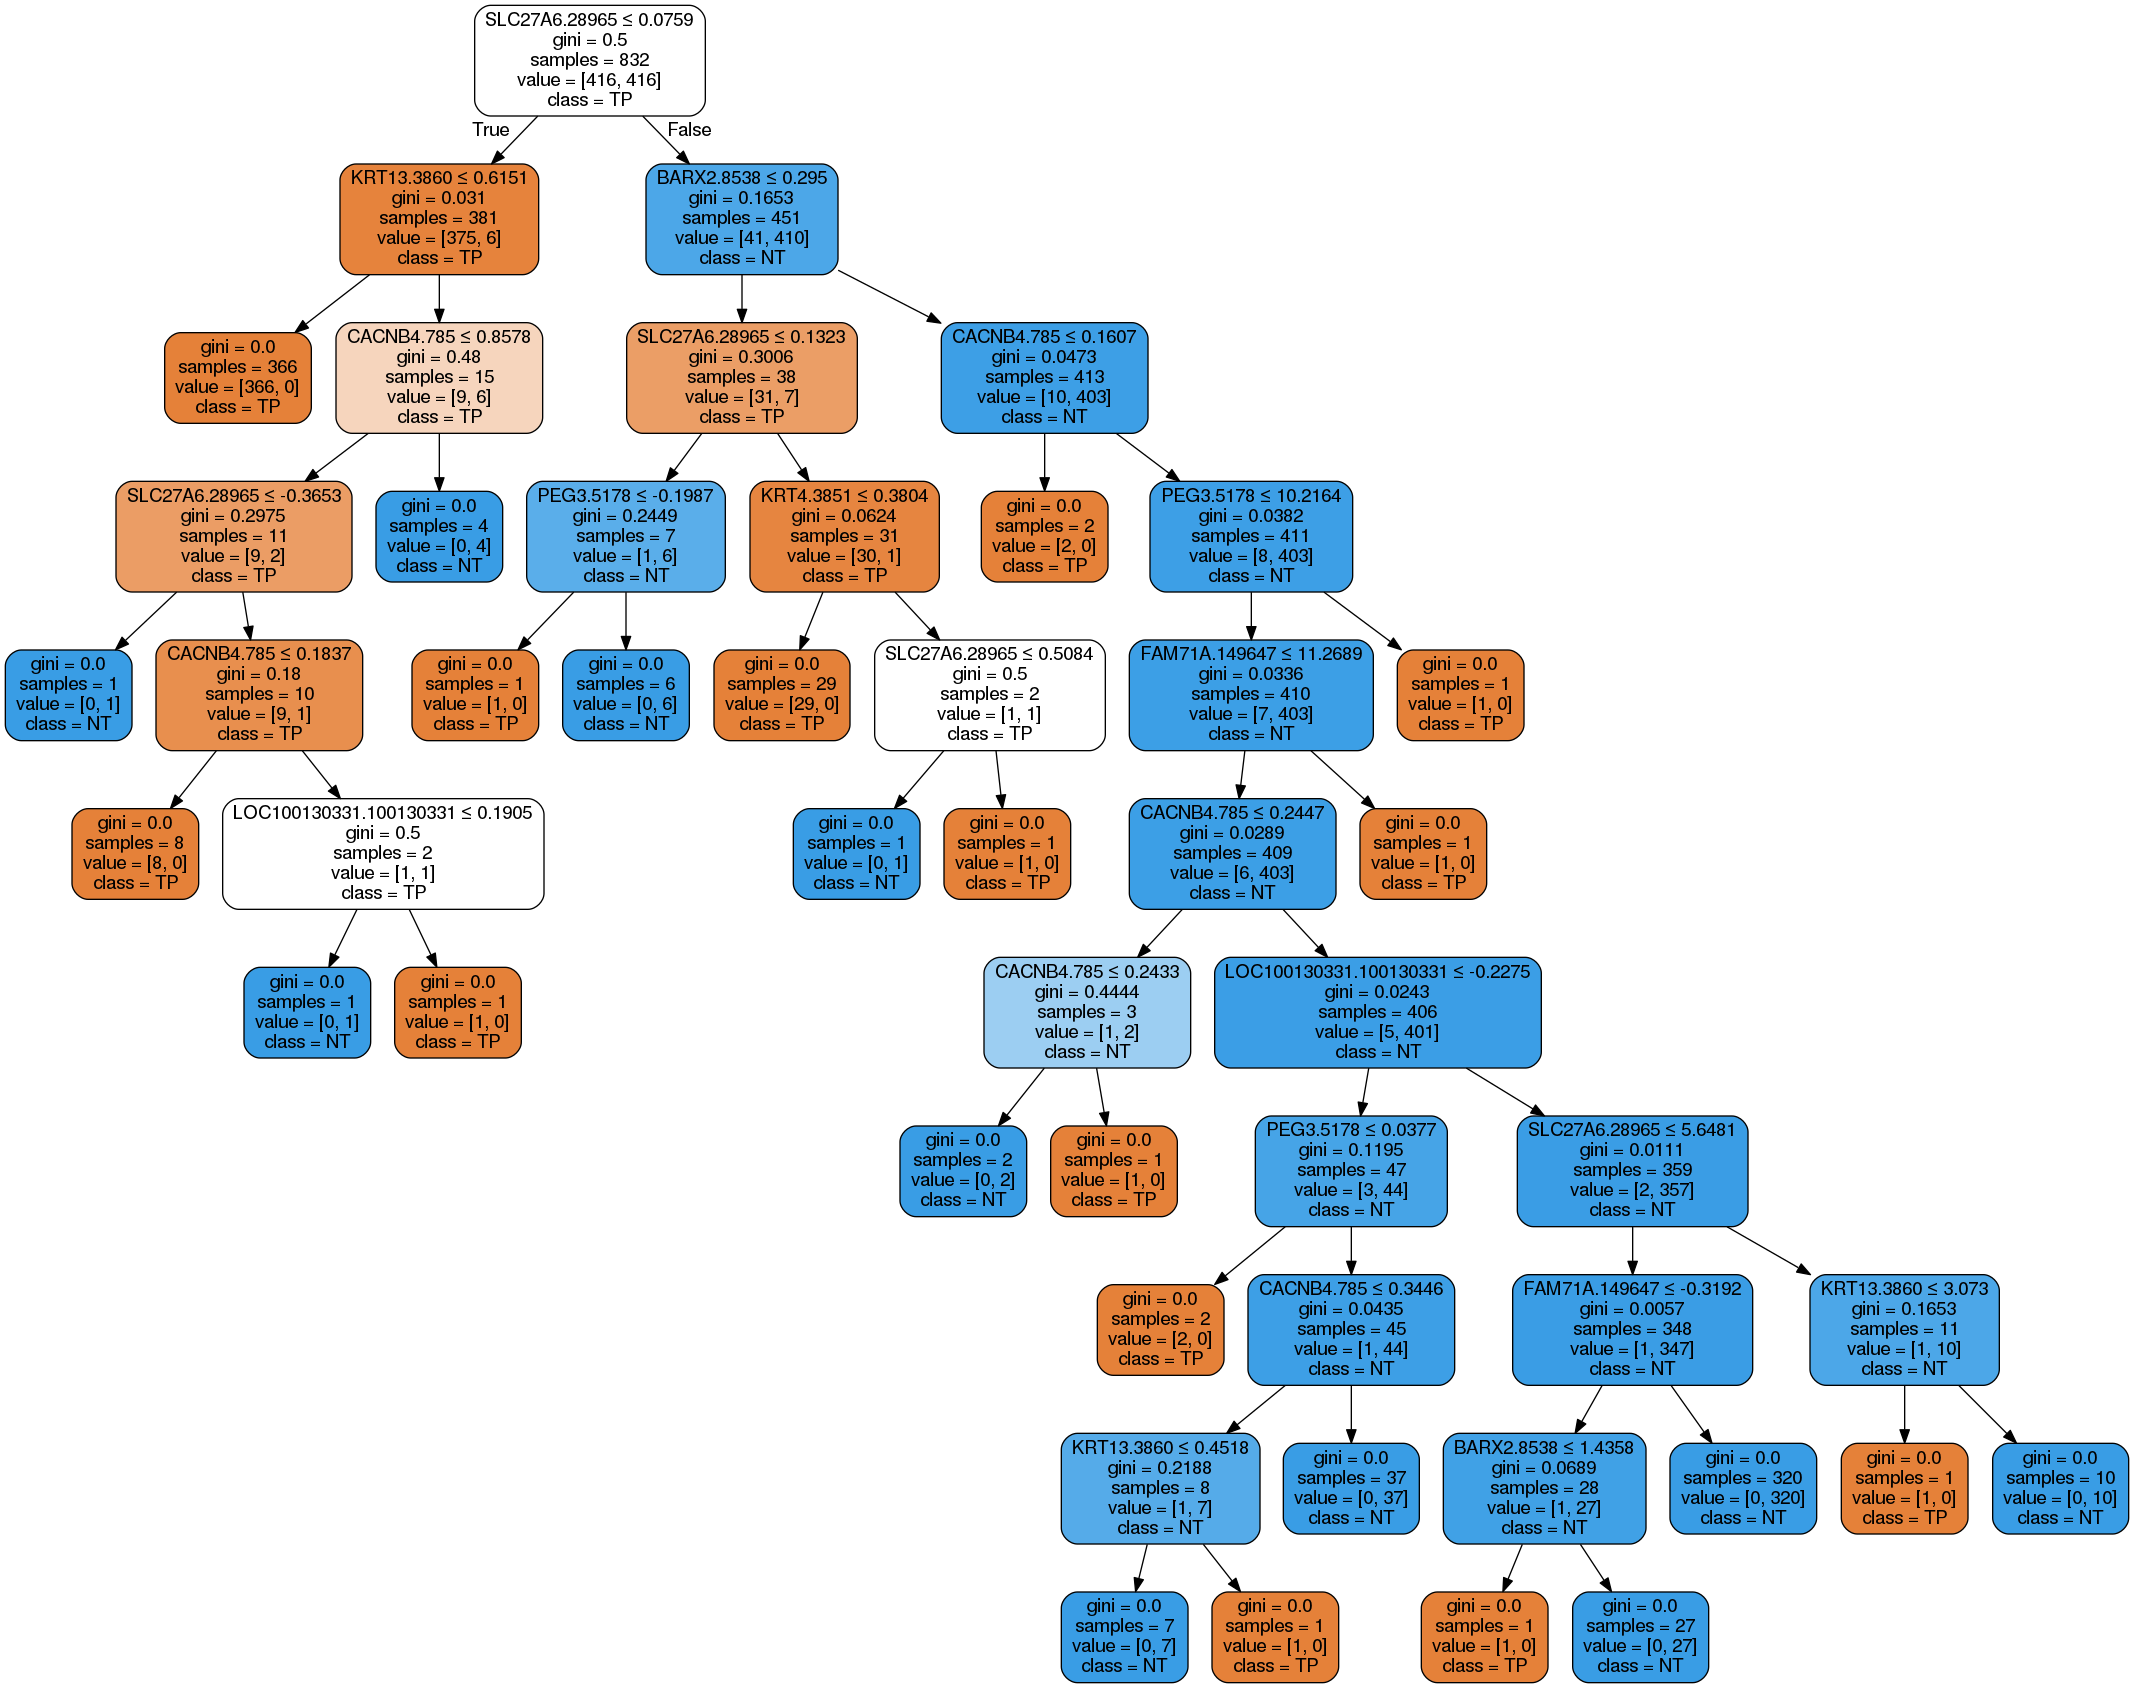 SLC27A6.28965 ≤ 0.0759
gini = 0.5
samples = 832
value = [416, 416]
class = TP
True
False
KRT13.3860 ≤ 0.6151
gini = 0.031
samples = 381
value = [375, 6]
class = TP
BARX2.8538 ≤ 0.295
gini = 0.1653
samples = 451
value = [41, 410]
class = NT
gini = 0.0
samples = 366
value = [366, 0]
class = TP
CACNB4.785 ≤ 0.8578
gini = 0.48
samples = 15
value = [9, 6]
class = TP
SLC27A6.28965 ≤ 0.1323
gini = 0.3006
samples = 38
value = [31, 7]
class = TP
CACNB4.785 ≤ 0.1607
gini = 0.0473
samples = 413
value = [10, 403]
class = NT
SLC27A6.28965 ≤ -0.3653
gini = 0.2975
samples = 11
value = [9, 2]
class = TP
gini = 0.0
samples = 4
value = [0, 4]
class = NT
PEG3.5178 ≤ -0.1987
gini = 0.2449
samples = 7
value = [1, 6]
class = NT
KRT4.3851 ≤ 0.3804
gini = 0.0624
samples = 31
value = [30, 1]
class = TP
gini = 0.0
samples = 2
value = [2, 0]
class = TP
PEG3.5178 ≤ 10.2164
gini = 0.0382
samples = 411
value = [8, 403]
class = NT
gini = 0.0
samples = 1
value = [0, 1]
class = NT
CACNB4.785 ≤ 0.1837
gini = 0.18
samples = 10
value = [9, 1]
class = TP
gini = 0.0
samples = 1
value = [1, 0]
class = TP
gini = 0.0
samples = 6
value = [0, 6]
class = NT
gini = 0.0
samples = 29
value = [29, 0]
class = TP
SLC27A6.28965 ≤ 0.5084
gini = 0.5
samples = 2
value = [1, 1]
class = TP
FAM71A.149647 ≤ 11.2689
gini = 0.0336
samples = 410
value = [7, 403]
class = NT
gini = 0.0
samples = 1
value = [1, 0]
class = TP
gini = 0.0
samples = 8
value = [8, 0]
class = TP
LOC100130331.100130331 ≤ 0.1905
gini = 0.5
samples = 2
value = [1, 1]
class = TP
gini = 0.0
samples = 1
value = [0, 1]
class = NT
gini = 0.0
samples = 1
value = [1, 0]
class = TP
CACNB4.785 ≤ 0.2447
gini = 0.0289
samples = 409
value = [6, 403]
class = NT
gini = 0.0
samples = 1
value = [1, 0]
class = TP
gini = 0.0
samples = 1
value = [0, 1]
class = NT
gini = 0.0
samples = 1
value = [1, 0]
class = TP
CACNB4.785 ≤ 0.2433
gini = 0.4444
samples = 3
value = [1, 2]
class = NT
LOC100130331.100130331 ≤ -0.2275
gini = 0.0243
samples = 406
value = [5, 401]
class = NT
gini = 0.0
samples = 2
value = [0, 2]
class = NT
gini = 0.0
samples = 1
value = [1, 0]
class = TP
PEG3.5178 ≤ 0.0377
gini = 0.1195
samples = 47
value = [3, 44]
class = NT
SLC27A6.28965 ≤ 5.6481
gini = 0.0111
samples = 359
value = [2, 357]
class = NT
gini = 0.0
samples = 2
value = [2, 0]
class = TP
CACNB4.785 ≤ 0.3446
gini = 0.0435
samples = 45
value = [1, 44]
class = NT
FAM71A.149647 ≤ -0.3192
gini = 0.0057
samples = 348
value = [1, 347]
class = NT
KRT13.3860 ≤ 3.073
gini = 0.1653
samples = 11
value = [1, 10]
class = NT
KRT13.3860 ≤ 0.4518
gini = 0.2188
samples = 8
value = [1, 7]
class = NT
gini = 0.0
samples = 37
value = [0, 37]
class = NT
BARX2.8538 ≤ 1.4358
gini = 0.0689
samples = 28
value = [1, 27]
class = NT
gini = 0.0
samples = 320
value = [0, 320]
class = NT
gini = 0.0
samples = 1
value = [1, 0]
class = TP
gini = 0.0
samples = 10
value = [0, 10]
class = NT
gini = 0.0
samples = 7
value = [0, 7]
class = NT
gini = 0.0
samples = 1
value = [1, 0]
class = TP
gini = 0.0
samples = 1
value = [1, 0]
class = TP
gini = 0.0
samples = 27
value = [0, 27]
class = NT